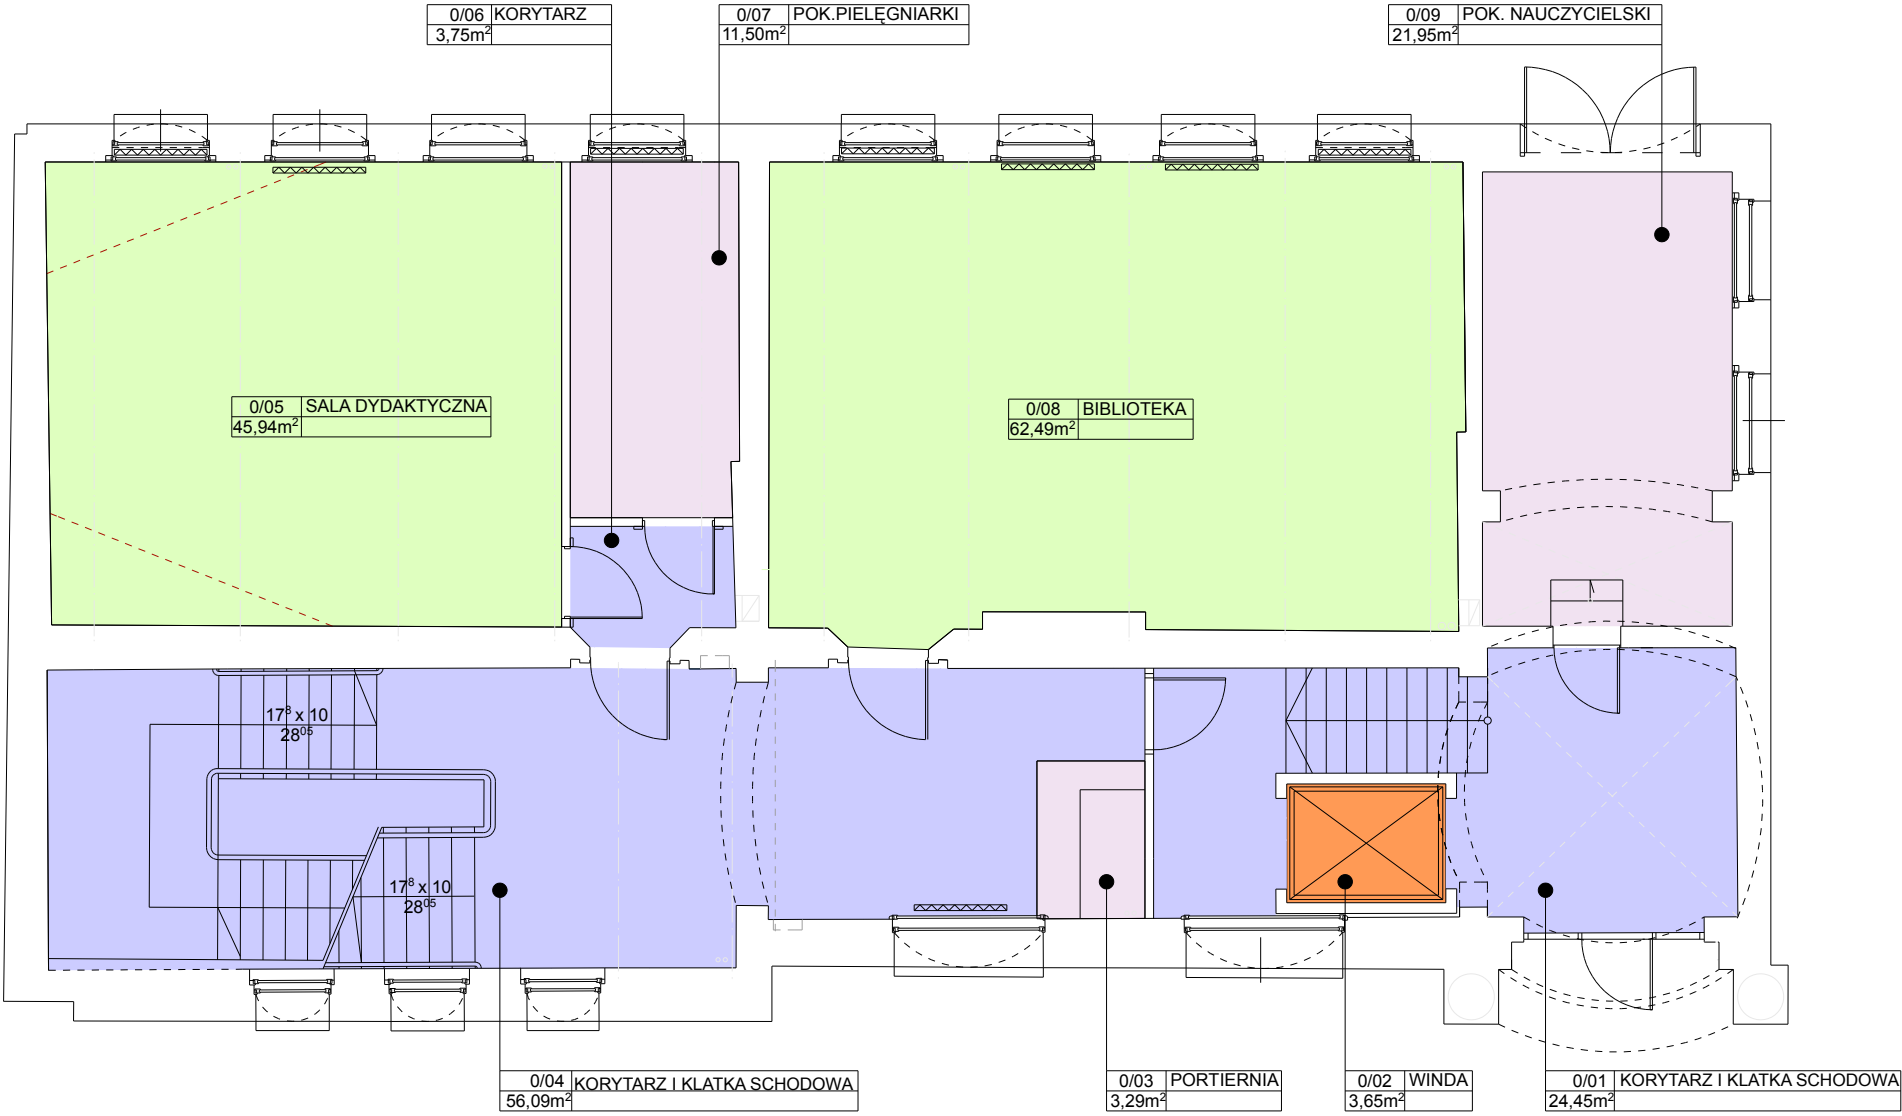 0/06 KORYTARZ
3,75m²
0/07 POK.PIELĘGNIARKI
11,50m²
0/09 POK. NAUCZYCIELSKI
21,95m²
0/05 SALA DYDAKTYCZNA
45,94m²
0/08 BIBLIOTEKA
62,49m²
17⁸ x 10
28⁰⁵
17⁸ x 10
28⁰⁵
0/04 KORYTARZ I KLATKA SCHODOWA
56,09m²
0/03 PORTIERNIA
3,29m²
0/02 WINDA
3,65m²
0/01 KORYTARZ I KLATKA SCHODOWA
24,45m²